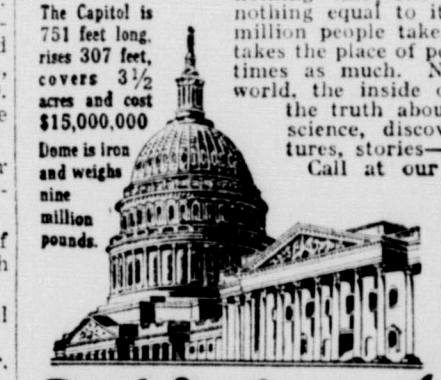 The Capitol is
751 feet long,
rises 307 feet,
covers 3½
acres and cost
$15,000,000
Dome is iron
and weighs
nine
million
pounds.
nothing equal to it
million people take
takes the place of
times as much.
world, the inside
the truth
science,
tures, stories—
Call at our